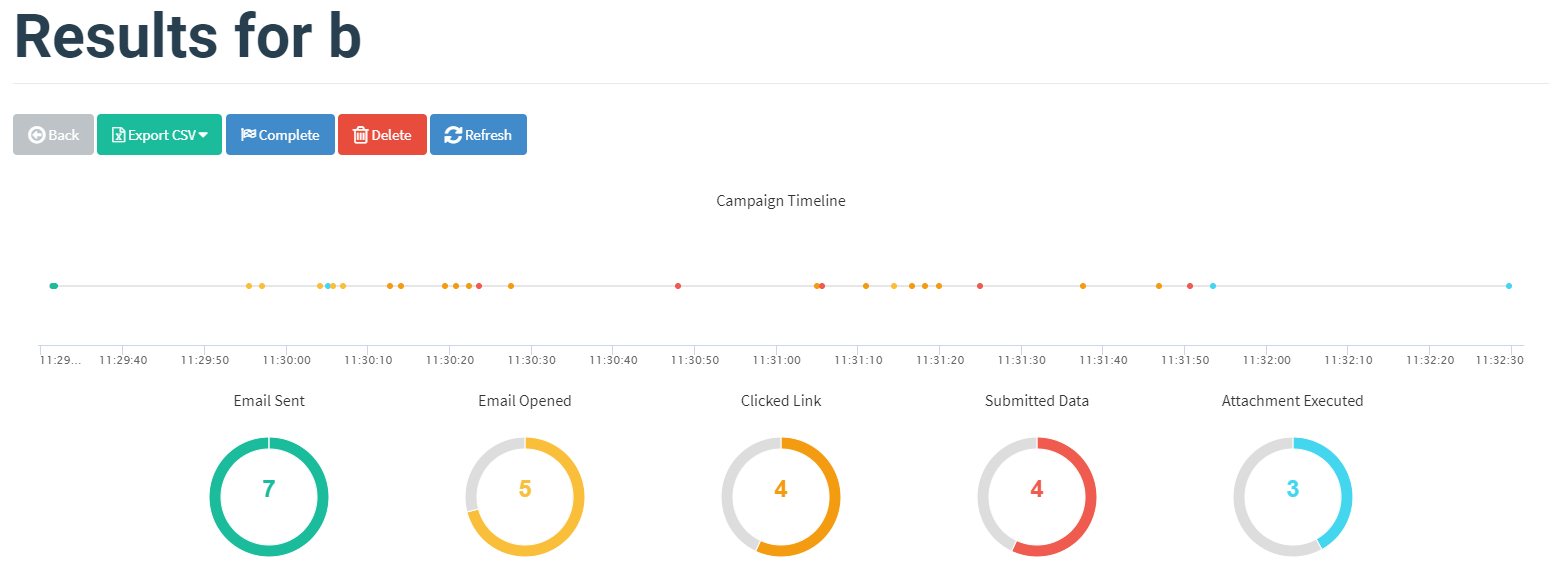 Results for b
Back Export CSV Complete Delete Refresh
Campaign Timeline
11:29... 11:29:40 11:29:50 11:30:00 11:30:10 11:30:20 11:30:30 11:30:40 11:30:50 11:31:00 11:31:10 11:31:20 11:31:30 11:31:40 11:31:50 11:32:00 11:32:10 11:32:20 11:32:30
Email Sent Email Opened Clicked Link Submitted Data Attachment Executed
7 5 4 4 3